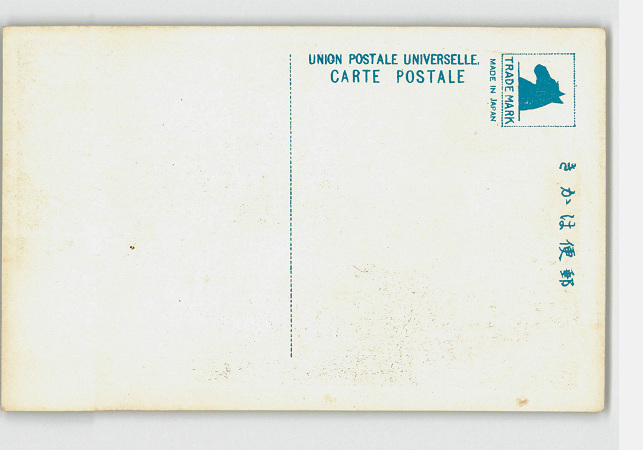 UNION POSTALE UNIVERSELLE.
CARTE POSTALE
TRADE MARK
MADE IN JAPAN
郵便はかき